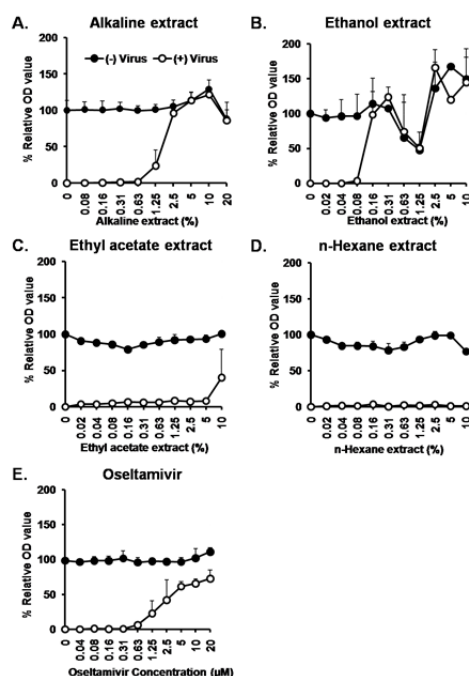 A. Alkaline extract
(-) Virus (+) Virus
% Relative OD value
200
150
100
50
0
0 0.08 0.16 0.31 0.63 1.25 2.5 5 10 20
Alkaline extract (%)
B. Ethanol extract
% Relative OD value
200
150
100
50
0
0 0.02 0.04 0.08 0.16 0.31 0.63 1.25 2.5 5 10
Ethanol extract (%)
C. Ethyl acetate extract
% Relative OD value
200
150
100
50
0
0 0.02 0.04 0.08 0.16 0.31 0.63 1.25 2.5 5 10
Ethyl acetate extract (%)
D. n-Hexane extract
% Relative OD value
200
150
100
50
0
0 0.02 0.04 0.08 0.16 0.31 0.63 1.25 2.5 5 10
n-Hexane extract (%)
E. Oseltamivir
% Relative OD value
200
150
100
50
0
0 0.04 0.08 0.16 0.31 0.63 1.25 2.5 5 10 20
Oseltamivir Concentration (µM)